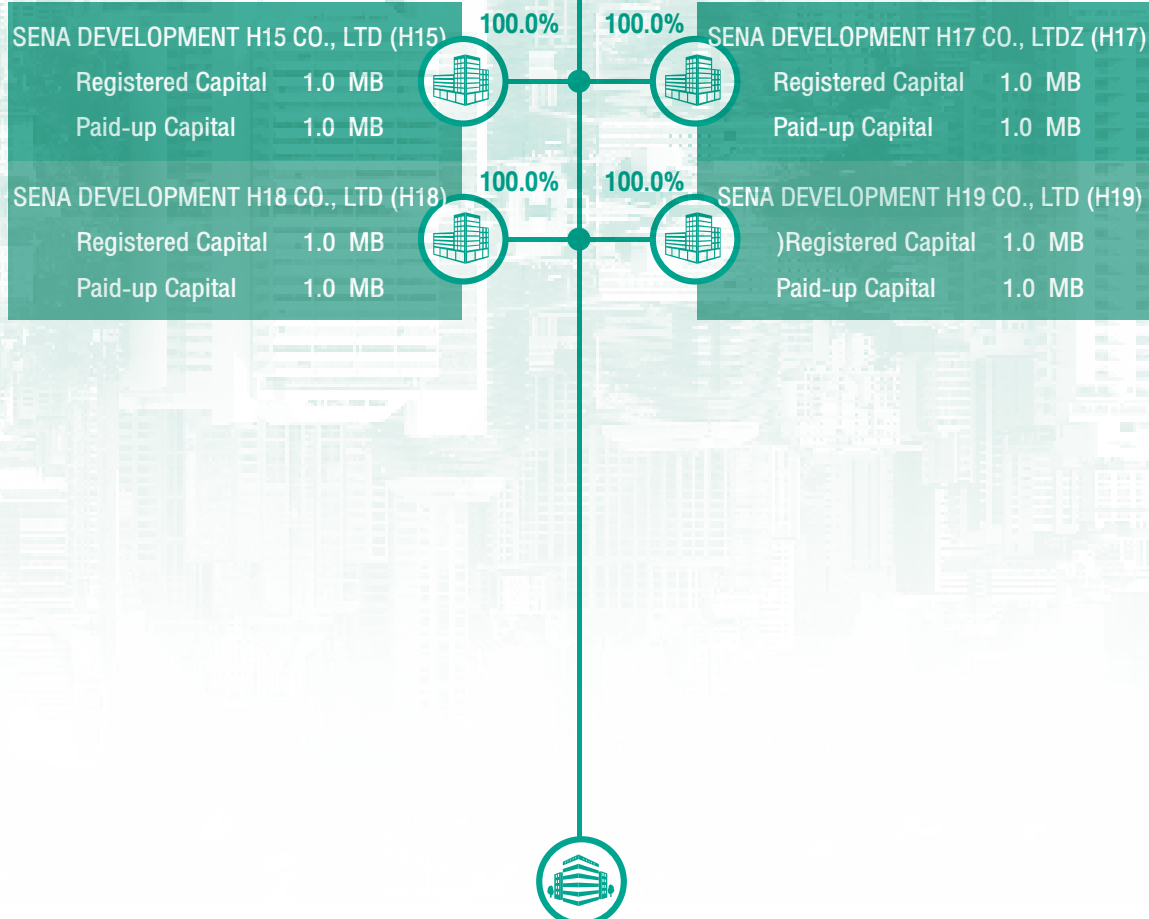 SENA DEVELOPMENT H15 CO., LTD (H15)
Registered Capital 1.0 MB
Paid-up Capital 1.0 MB
100.0%
100.0%
SENA DEVELOPMENT H17 CO., LTDZ (H17)
Registered Capital 1.0 MB
Paid-up Capital 1.0 MB
SENA DEVELOPMENT H18 CO., LTD (H18)
Registered Capital 1.0 MB
Paid-up Capital 1.0 MB
100.0%
100.0%
SENA DEVELOPMENT H19 CO., LTD (H19)
)Registered Capital 1.0 MB
Paid-up Capital 1.0 MB